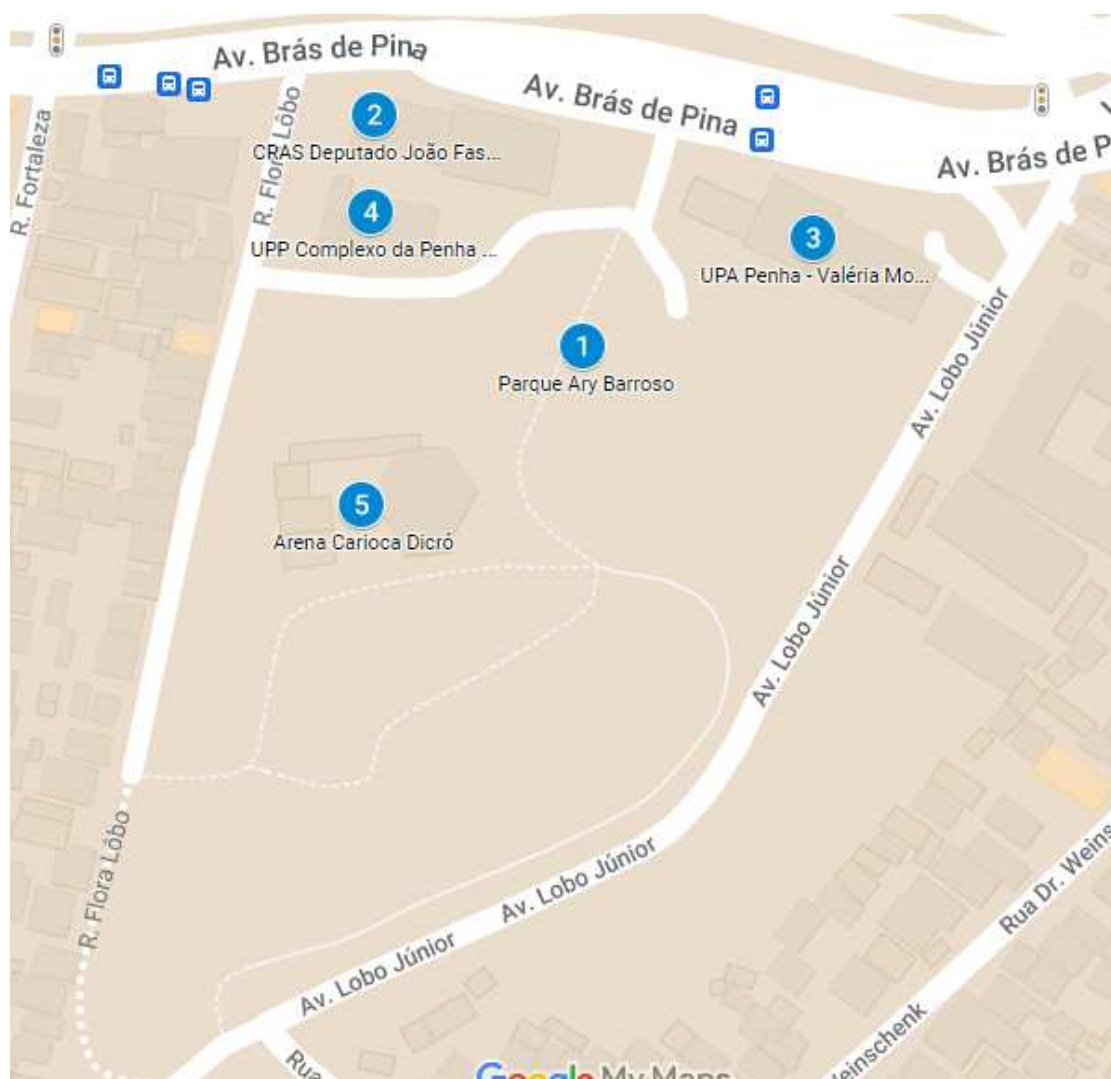 Av. Brás de Pina
Av. Brás de Pina
Av. Brás de P
R. Fortaleza
R. Flora Lôbo
2
CRAS Deputado João Fas...
4
UPP Complexo da Penha ...
3
UPA Penha - Valéria Mo...
1
Parque Ary Barroso
Av. Lobo Júnior
5
Arena Carioca Dicró
Av. Lobo Júnior
R. Flora Lôbo
Av. Lobo Júnior
Av. Lobo Júnior
Rua Dr. Weins
einschenk
Rua
Google My Maps